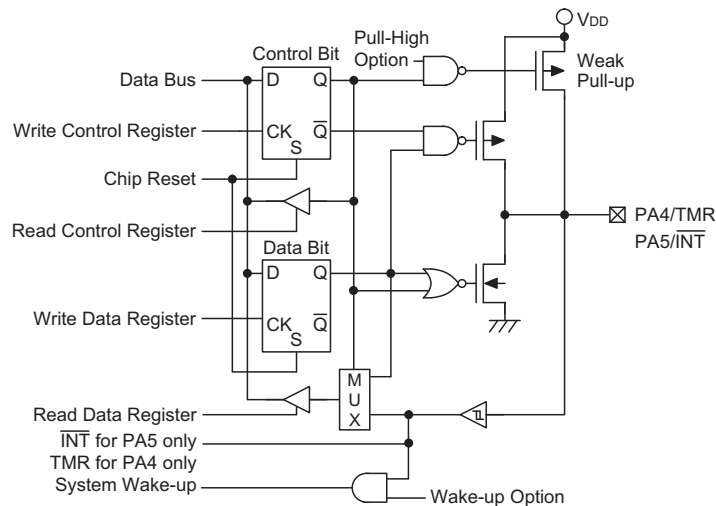 VDD
Control Bit
Pull-High
Option
Weak
Pull-up
Data Bus
D
Q
Write Control Register
CK
Q
S
Chip Reset
PA4/TMR
PA5/INT
Read Control Register
Data Bit
D
Q
Write Data Register
CK
Q
S
M
U
X
Read Data Register
INT for PA5 only
TMR for PA4 only
System Wake-up
Wake-up Option